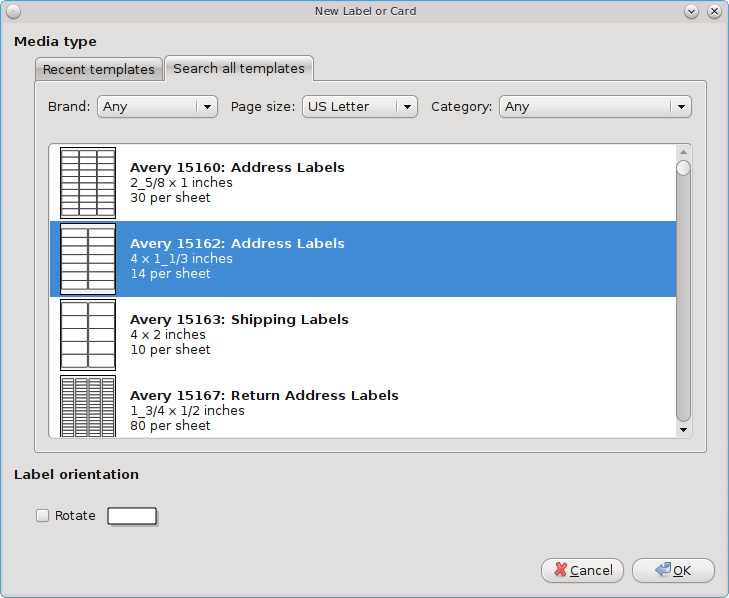 New Label or Card
Media type
Recent templates
Search all templates
Brand: Any Page size: US Letter Category: Any
Avery 15160: Address Labels
2_5/8 x 1 inches
30 per sheet
Avery 15162: Address Labels
4 x 1_1/3 inches
14 per sheet
Avery 15163: Shipping Labels
4 x 2 inches
10 per sheet
Avery 15167: Return Address Labels
1_3/4 x 1/2 inches
80 per sheet
Label orientation
Rotate
Cancel OK